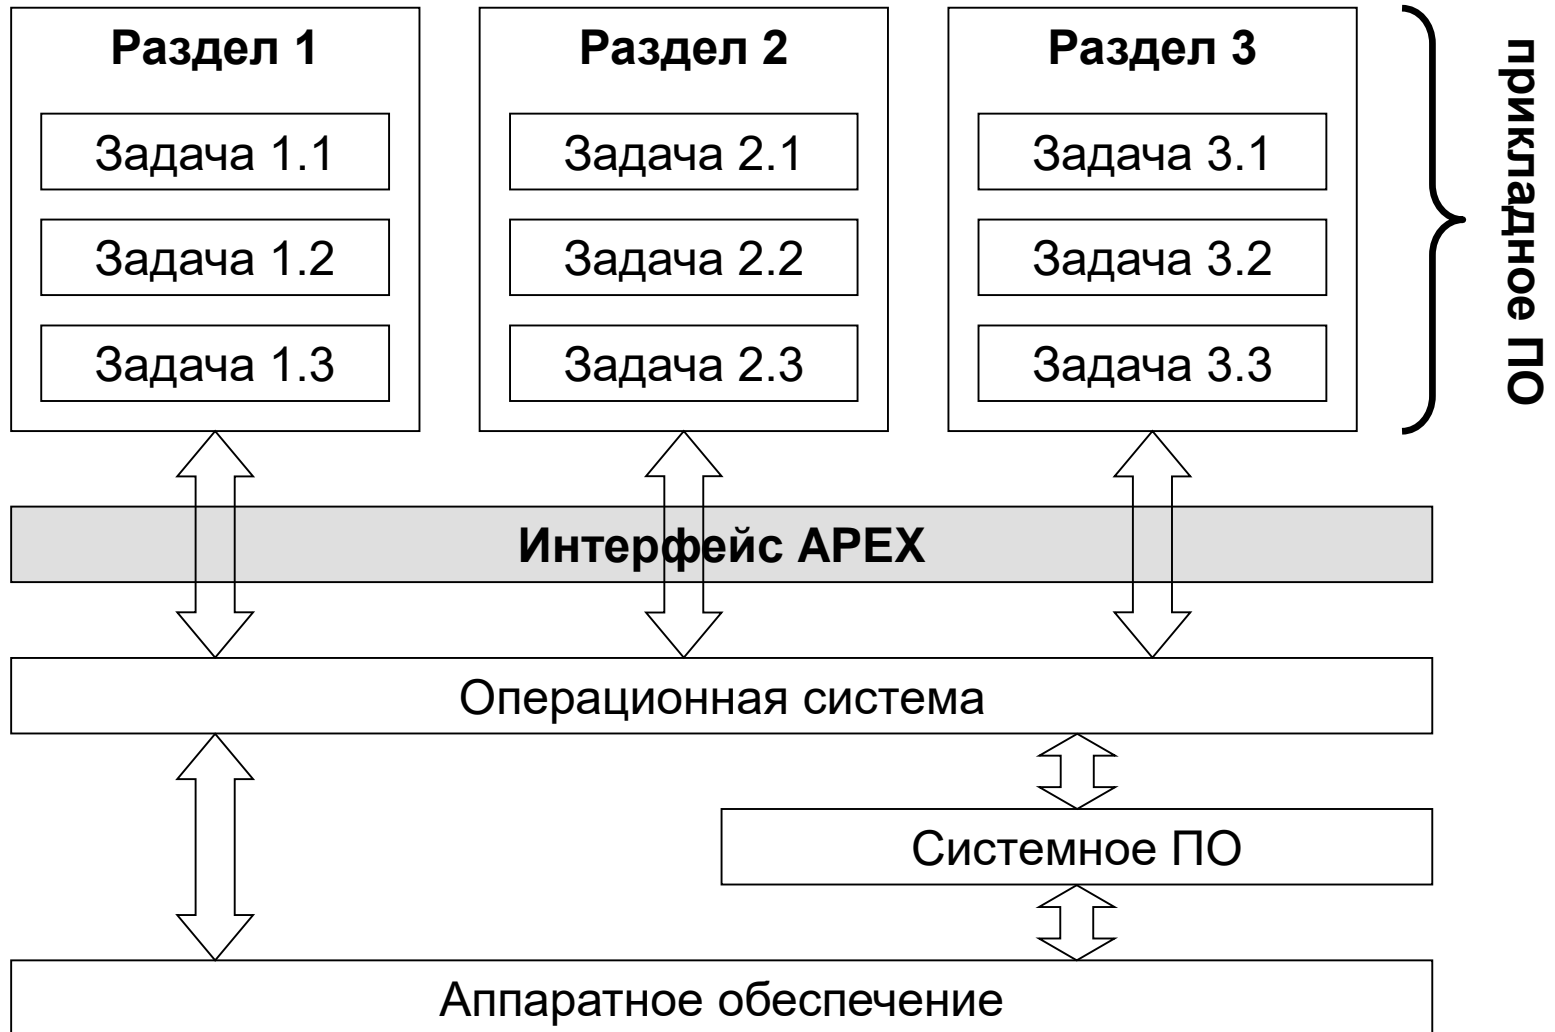 Раздел 1
Задача 1.1
Задача 1.2
Задача 1.3
Раздел 2
Задача 2.1
Задача 2.2
Задача 2.3
Раздел 3
Задача 3.1
Задача 3.2
Задача 3.3
прикладное ПО
Интерфейс APEX
Операционная система
Системное ПО
Аппаратное обеспечение